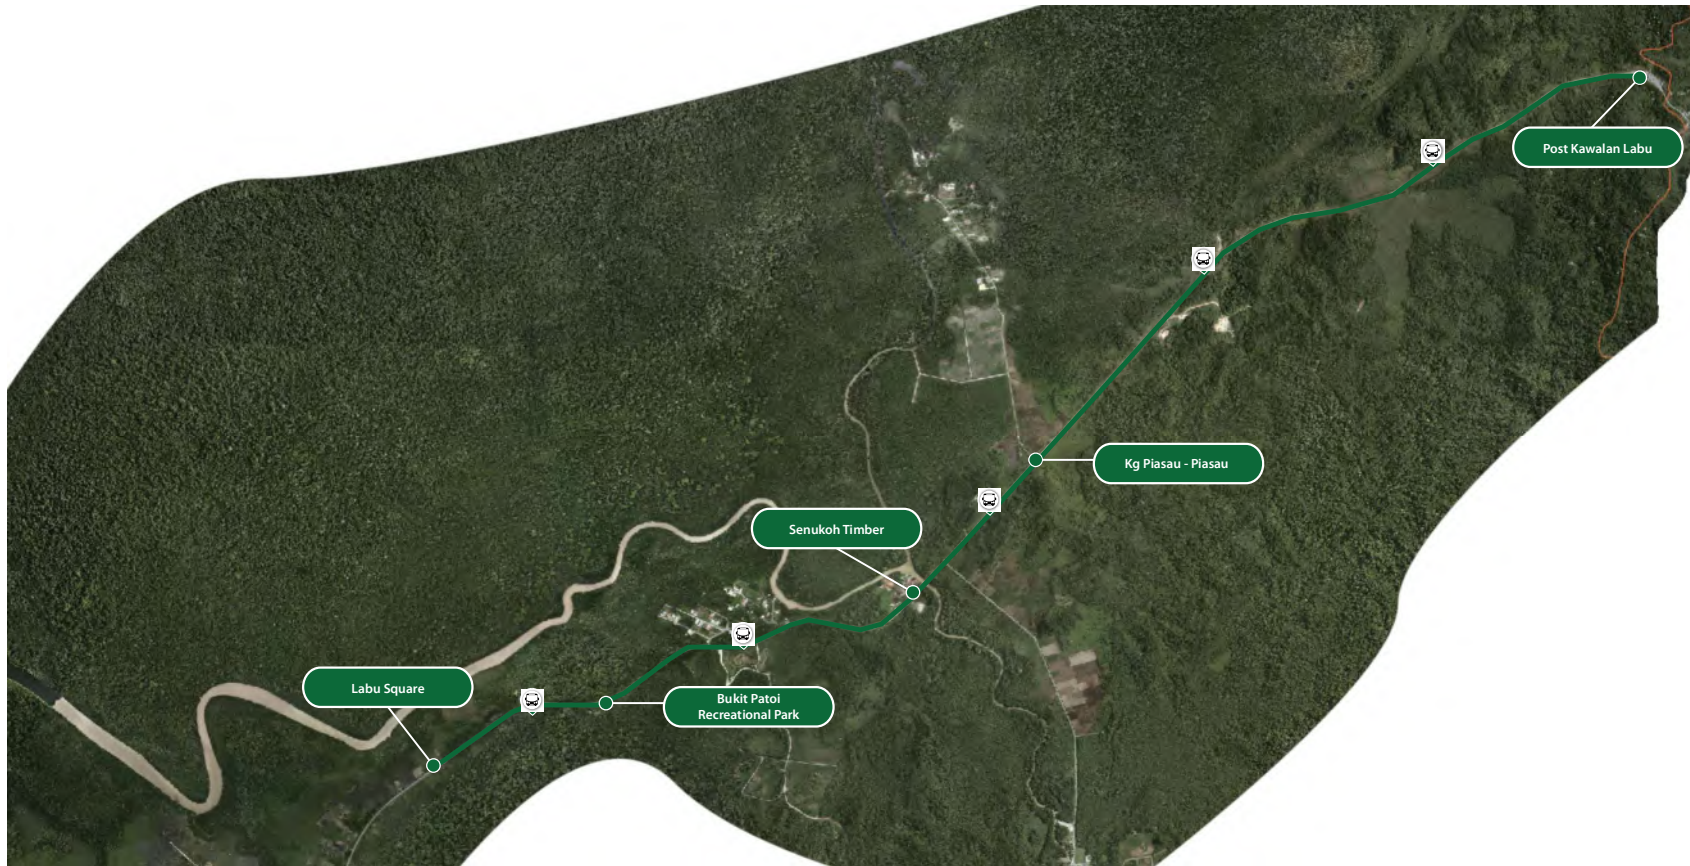 Post Kawalan Labu
Kg Piasau - Piasau
Senukoh Timber
Labu Square
Bukit Patoi
Recreational Park